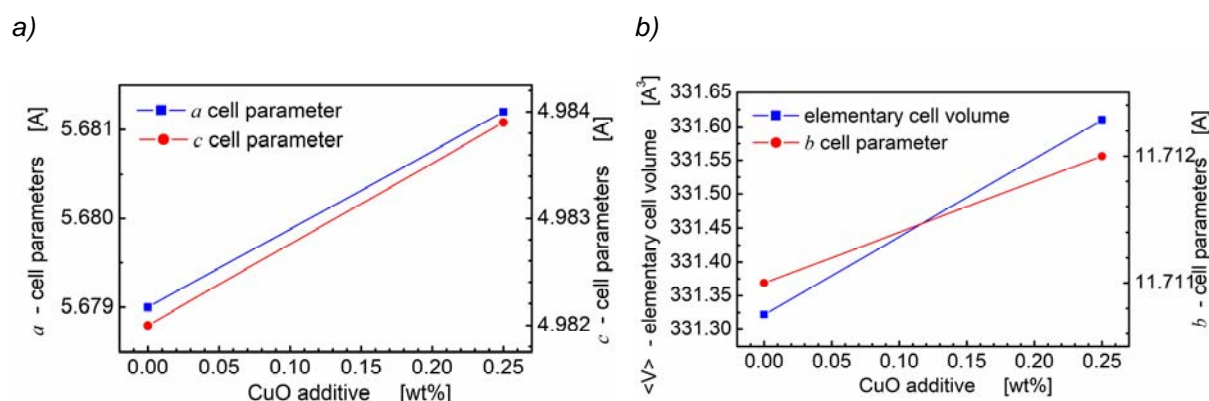 a)
b)
a cell parameter
c cell parameter
a - cell parameters [A]
5.681
5.680
5.679
4.984
4.983
4.982
c - cell parameters [A]
0.00 0.05 0.10 0.15 0.20 0.25
CuO additive [wt%]
elementary cell volume
b cell parameter
<V> - elementary cell volume [A³]
331.65
331.60
331.55
331.50
331.45
331.40
331.35
331.30
11.712
11.711
b - cell parameters [A]
0.00 0.05 0.10 0.15 0.20 0.25
CuO additive [wt%]